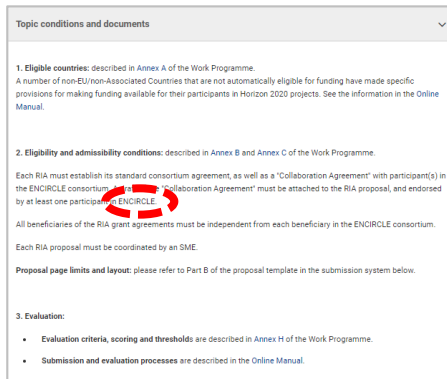 Topic conditions and documents
1. Eligible countries: described in Annex A of the Work Programme.
A number of non-EU/non-Associated Countries that are not automatically eligible for funding have made specific
provisions for making funding available for their participants in Horizon 2020 projects. See the information in the Online
Manual.
2. Eligibility and admissibility conditions: described in Annex B and Annex C of the Work Programme.
Each RIA must establish its standard consortium agreement, as well as a "Collaboration Agreement" with participant(s) in
the ENCIRCLE consortium. "Collaboration Agreement" must be attached to the RIA proposal, and endorsed
by at least one participant in ENCIRCLE.
All beneficiaries of the RIA grant agreements must be independent from each beneficiary in the ENCIRCLE consortium.
Each RIA proposal must be coordinated by an SME.
Proposal page limits and layout: please refer to Part B of the proposal template in the submission system below.
3. Evaluation:
• Evaluation criteria, scoring and thresholds are described in Annex H of the Work Programme.
• Submission and evaluation processes are described in the Online Manual.